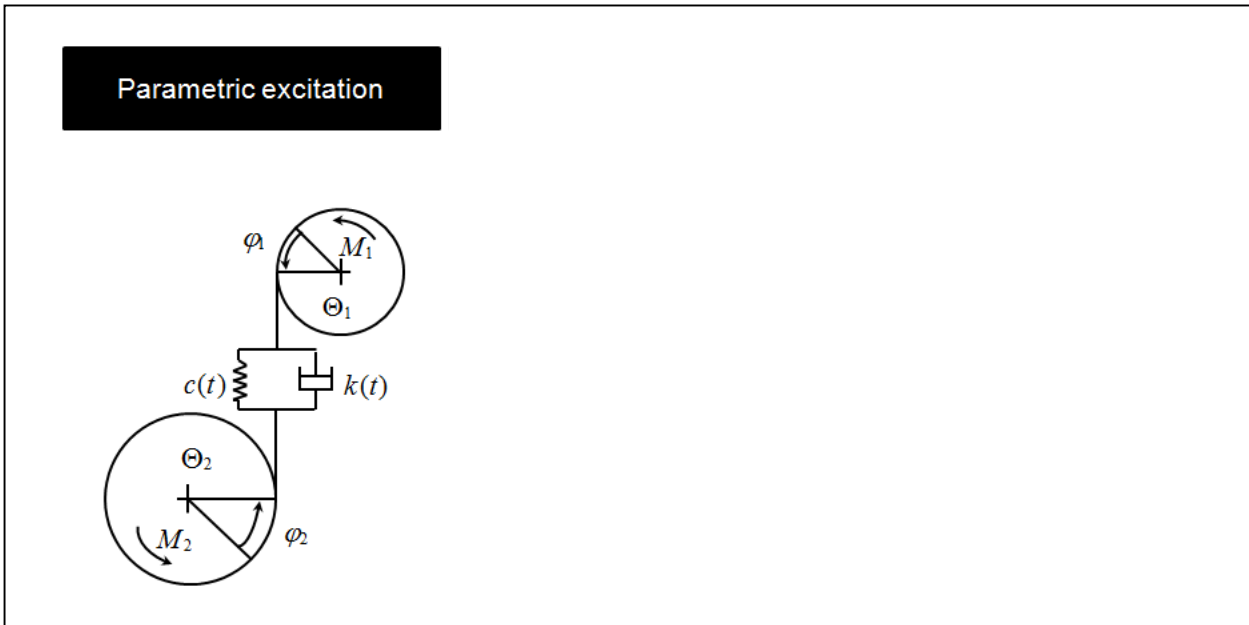 Parametric excitation
φ₁
M₁
Θ₁
c(t)
k(t)
Θ₂
M₂
φ₂